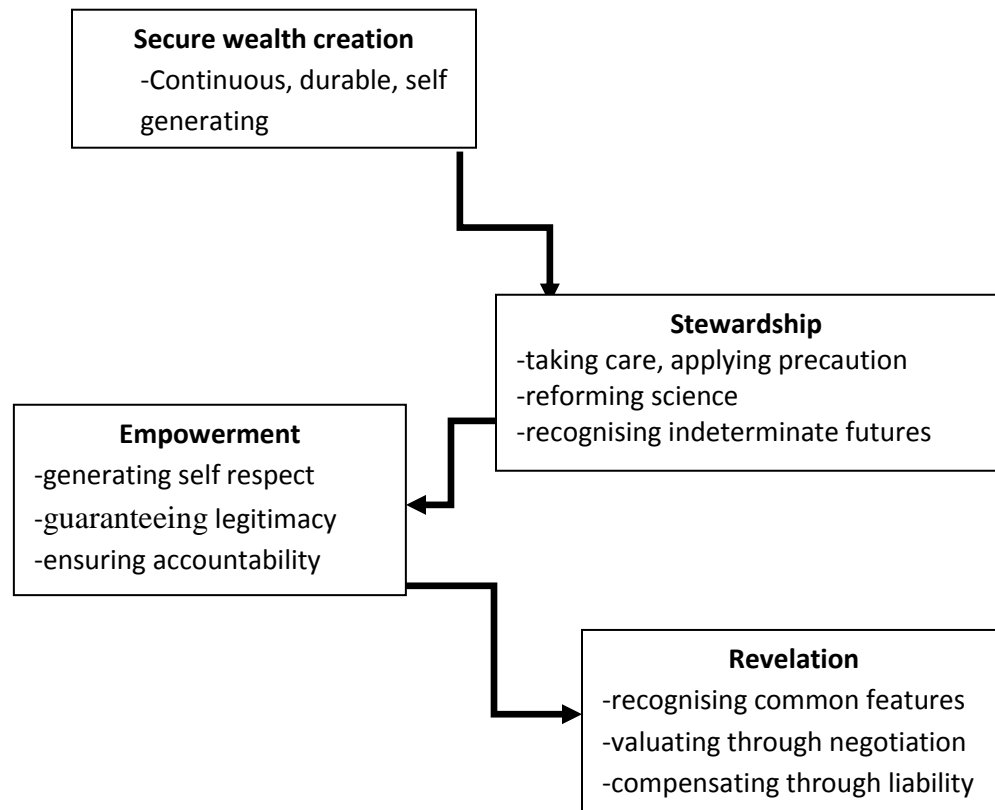 Secure wealth creation
-Continuous, durable, self
generating
Stewardship
-taking care, applying precaution
-reforming science
-recognising indeterminate futures
Empowerment
-generating self respect
-guaranteeing legitimacy
-ensuring accountability
Revelation
-recognising common features
-valuating through negotiation
-compensating through liability